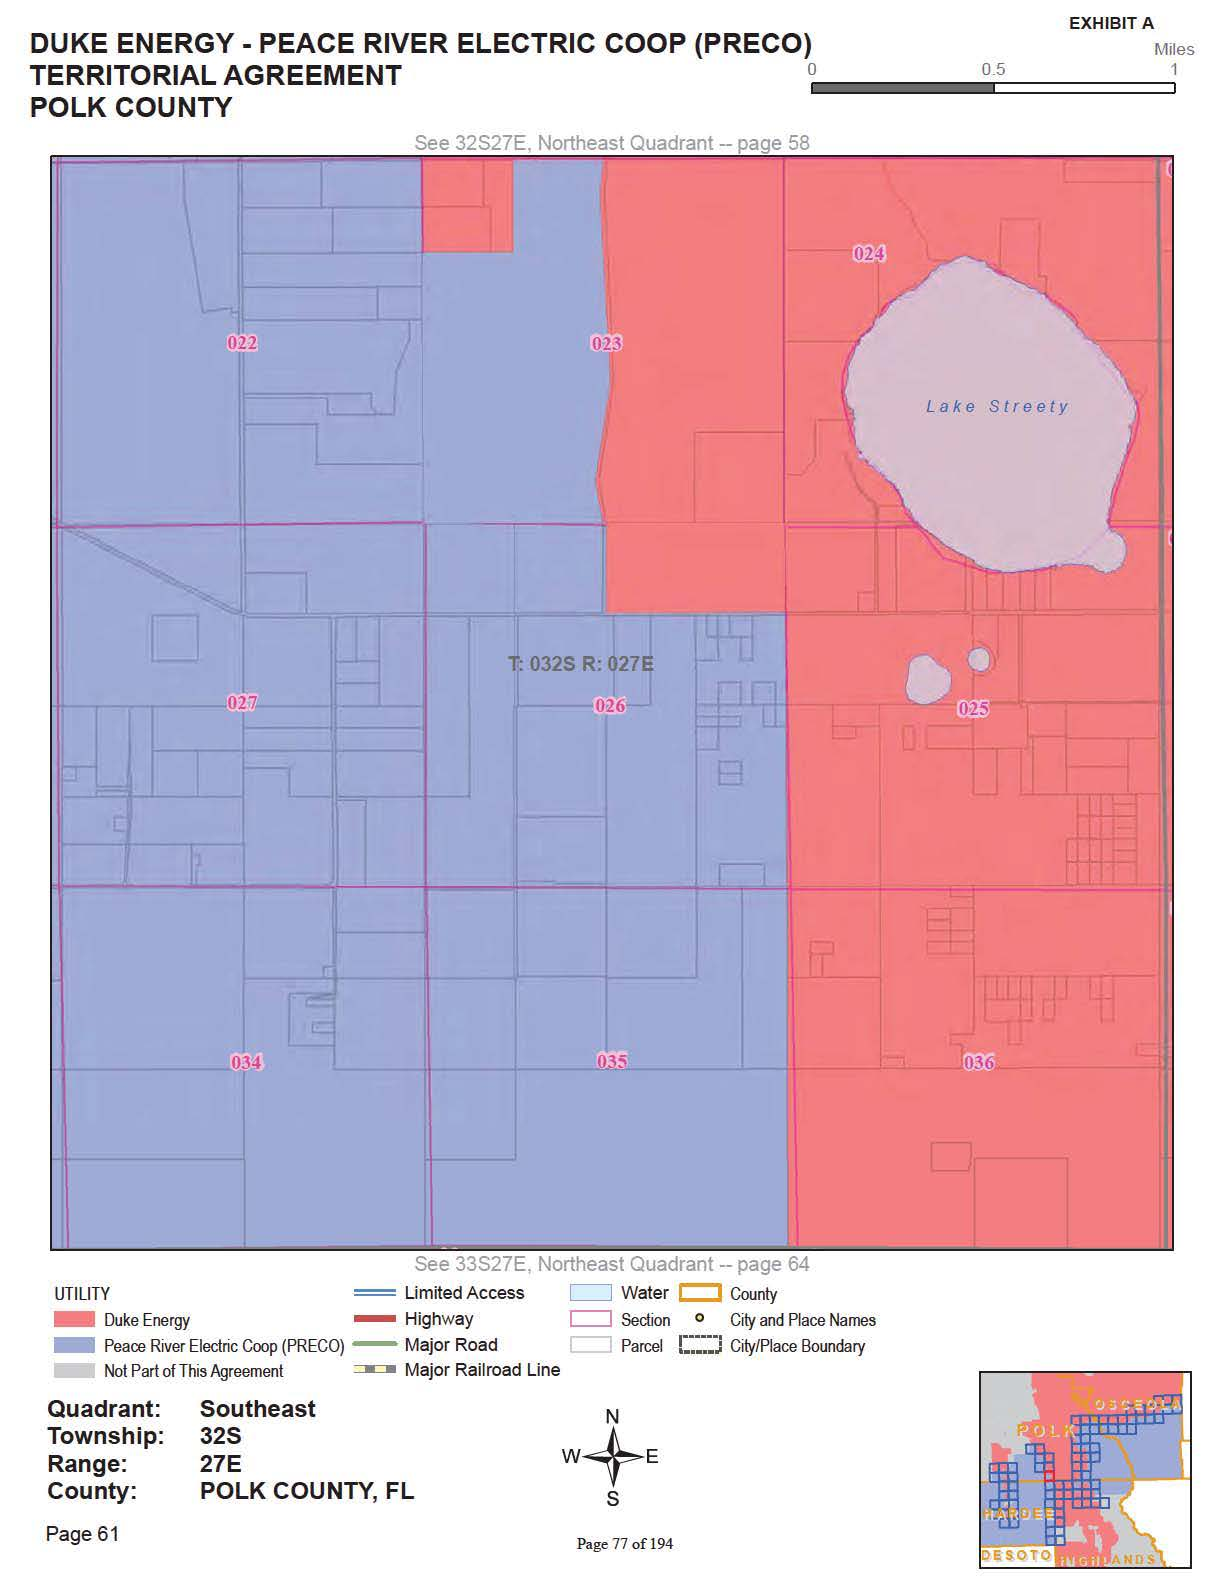 EXHIBIT A
DUKE ENERGY - PEACE RIVER ELECTRIC COOP (PRECO)
TERRITORIAL AGREEMENT
POLK COUNTY
Miles
0 0.5 1
See 32S27E, Northeast Quadrant -- page 58
024
022
023
Lake Streety
T: 032S R: 027E
027
026
025
034
035
036
See 33S27E, Northeast Quadrant -- page 64
UTILITY
Duke Energy
Peace River Electric Coop (PRECO)
Not Part of This Agreement
Limited Access
Highway
Major Road
Major Railroad Line
Water
Section
Parcel
County
City and Place Names
City/Place Boundary
Quadrant: Southeast
Township: 32S
Range: 27E
County: POLK COUNTY, FL
Page 61
N
W E
S
Page 77 of 194
OSCEOLA
POLK
HARDEE
DESOTO
HIGHLANDS